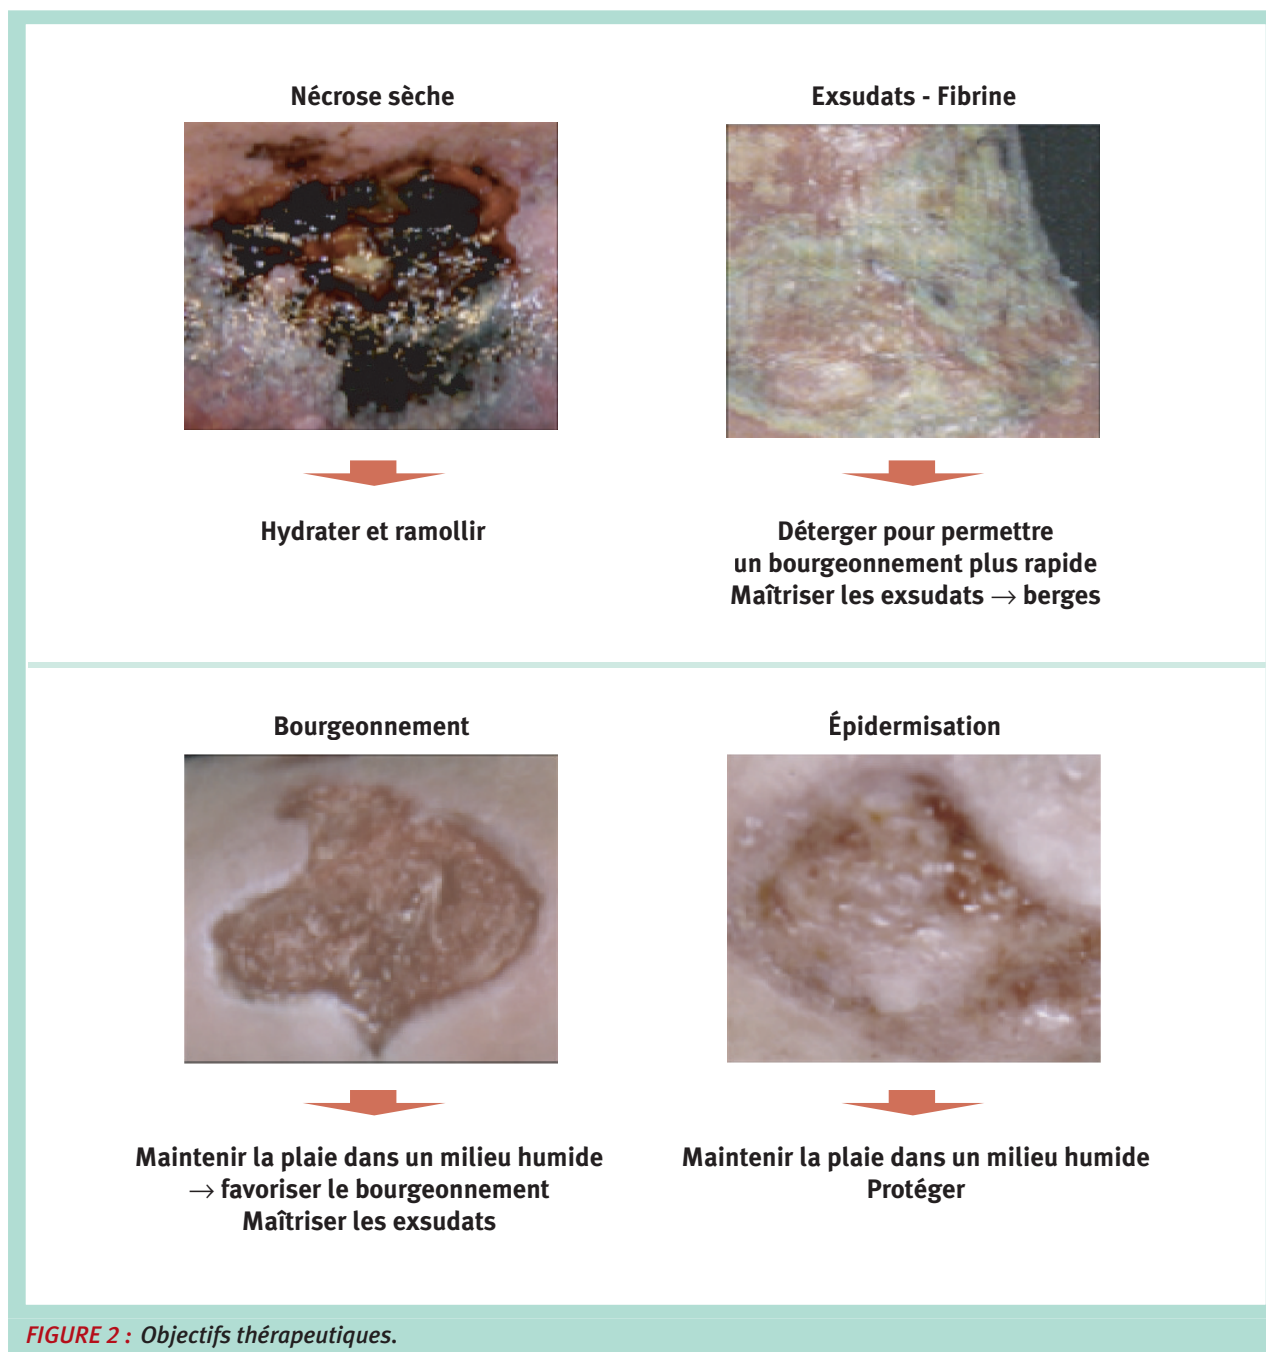 Nécrose sèche
Exsudats - Fibrine
Hydrater et ramollir
Déterger pour permettre
un bourgeonnement plus rapide
Maîtriser les exsudats → berges
Bourgeonnement
Épidermisation
Maintenir la plaie dans un milieu humide
→ favoriser le bourgeonnement
Maîtriser les exsudats
Maintenir la plaie dans un milieu humide
Protéger
FIGURE 2 : Objectifs thérapeutiques.